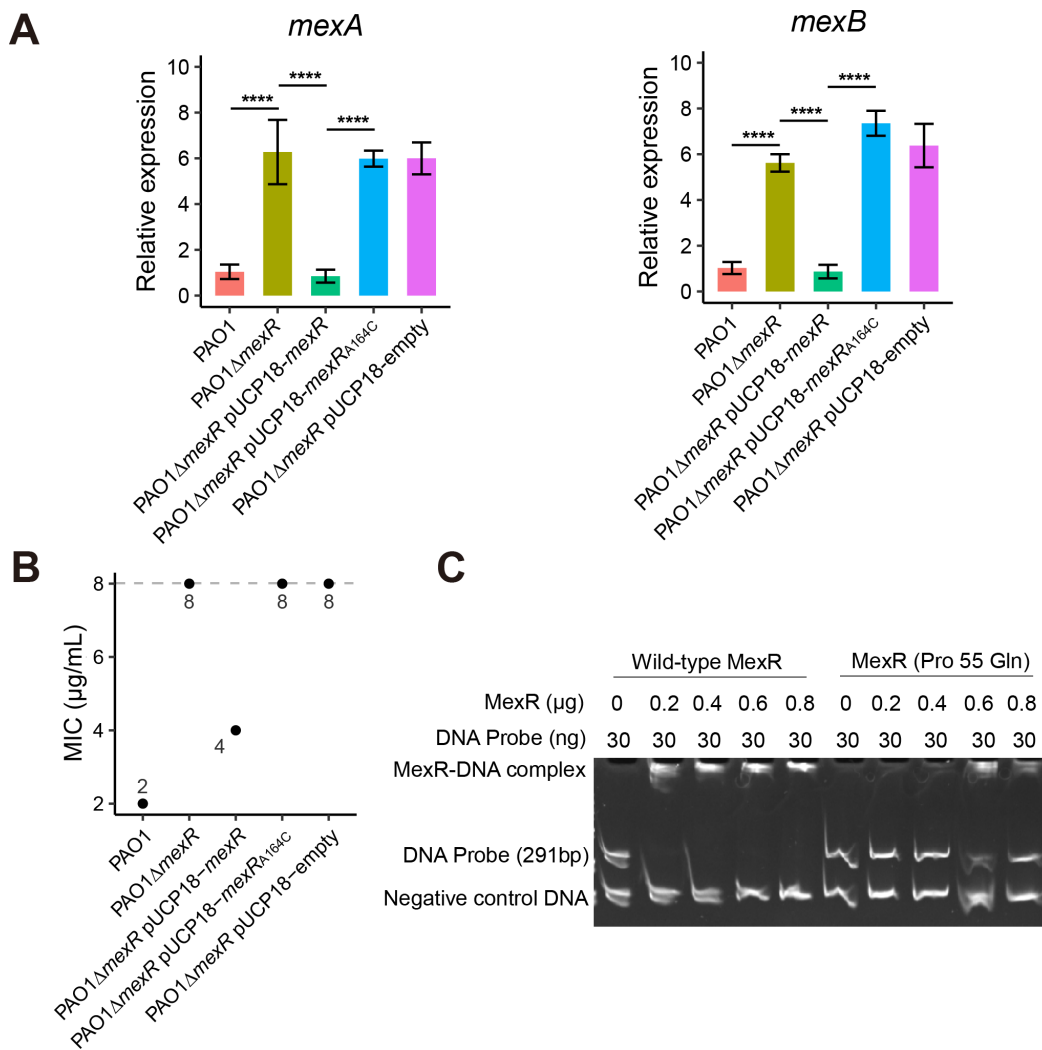 A
mexA
Relative expression
10
8
6
4
2
0
****
****
****
PAO1
PAO1ΔmexR
PAO1ΔmexR pUCP18-mexR
PAO1ΔmexR pUCP18-mexRA164C
PAO1ΔmexR pUCP18-empty
mexB
Relative expression
10
8
6
4
2
0
****
****
****
PAO1
PAO1ΔmexR
PAO1ΔmexR pUCP18-mexR
PAO1ΔmexR pUCP18-mexRA164C
PAO1ΔmexR pUCP18-empty
B
MIC (µg/mL)
8
6
4
2
2
8
4
8
8
PAO1
PAO1ΔmexR
PAO1ΔmexR pUCP18−mexR
PAO1ΔmexR pUCP18−mexRA164C
PAO1ΔmexR pUCP18−empty
C
Wild-type MexR MexR (Pro 55 Gln)
MexR (µg) 0 0.2 0.4 0.6 0.8 0 0.2 0.4 0.6 0.8
DNA Probe (ng) 30 30 30 30 30 30 30 30 30 30
MexR-DNA complex
DNA Probe (291bp)
Negative control DNA